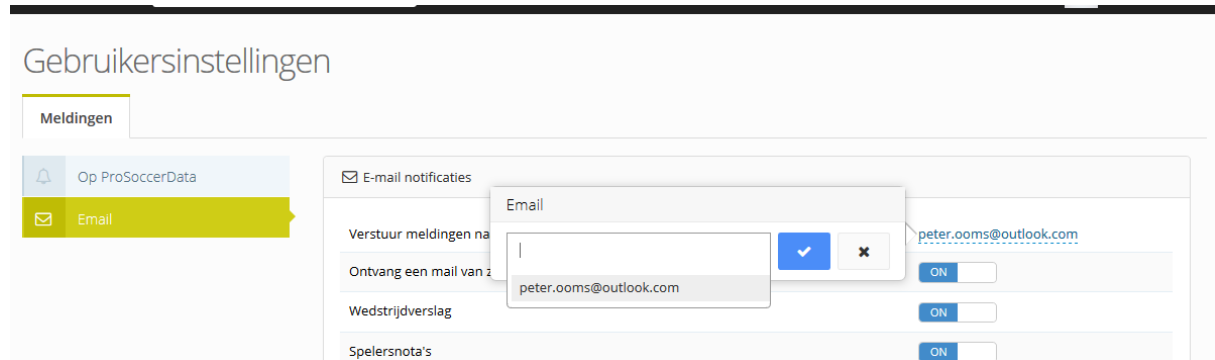 Gebruikersinstellingen
Meldingen
Op ProSoccerData
Email
E-mail notificaties
Email
Verstuur meldingen na
peter.ooms@outlook.com
Ontvang een mail van z
ON
peter.ooms@outlook.com
Wedstrijdverslag
ON
Spelersnota's
ON